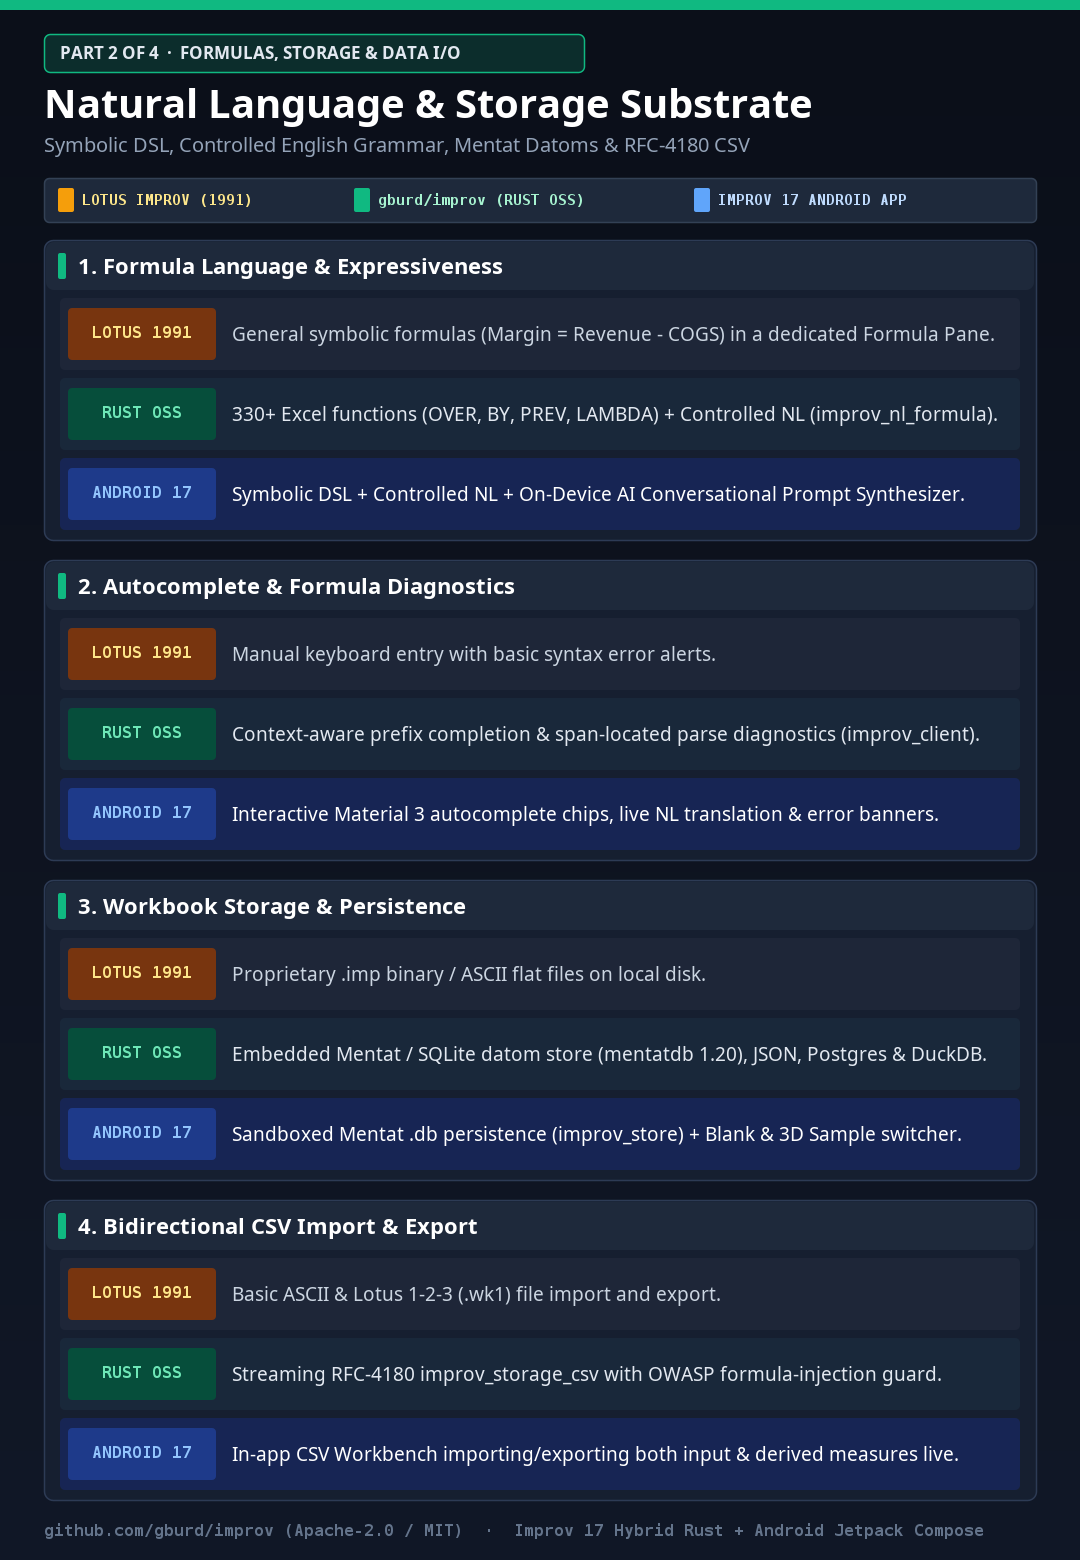 PART 2 OF 4 · FORMULAS, STORAGE & DATA I/O
Natural Language & Storage Substrate
Symbolic DSL, Controlled English Grammar, Mentat Datoms & RFC-4180 CSV
LOTUS IMPROV (1991) gburd/improv (RUST OSS) IMPROV 17 ANDROID APP
1. Formula Language & Expressiveness
LOTUS 1991 General symbolic formulas (Margin = Revenue - COGS) in a dedicated Formula Pane.
RUST OSS 330+ Excel functions (OVER, BY, PREV, LAMBDA) + Controlled NL (improv_nl_formula).
ANDROID 17 Symbolic DSL + Controlled NL + On-Device AI Conversational Prompt Synthesizer.
2. Autocomplete & Formula Diagnostics
LOTUS 1991 Manual keyboard entry with basic syntax error alerts.
RUST OSS Context-aware prefix completion & span-located parse diagnostics (improv_client).
ANDROID 17 Interactive Material 3 autocomplete chips, live NL translation & error banners.
3. Workbook Storage & Persistence
LOTUS 1991 Proprietary .imp binary / ASCII flat files on local disk.
RUST OSS Embedded Mentat / SQLite datom store (mentatdb 1.20), JSON, Postgres & DuckDB.
ANDROID 17 Sandboxed Mentat .db persistence (improv_store) + Blank & 3D Sample switcher.
4. Bidirectional CSV Import & Export
LOTUS 1991 Basic ASCII & Lotus 1-2-3 (.wk1) file import and export.
RUST OSS Streaming RFC-4180 improv_storage_csv with OWASP formula-injection guard.
ANDROID 17 In-app CSV Workbench importing/exporting both input & derived measures live.
github.com/gburd/improv (Apache-2.0 / MIT) · Improv 17 Hybrid Rust + Android Jetpack Compose